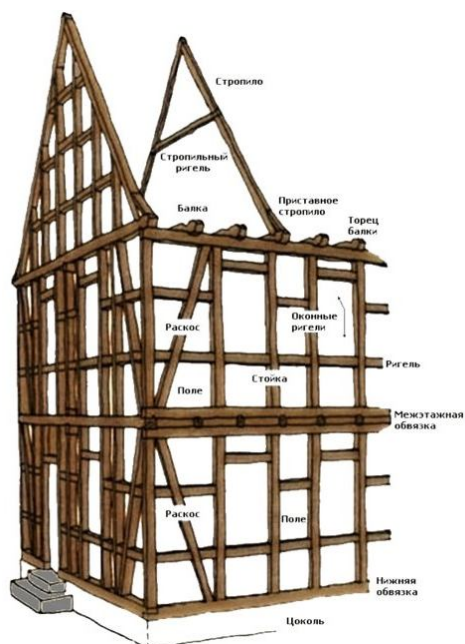 Стропило
Стропильный
ригель
Приставное
стропило
Балка
Торец
балки
Раскос
Оконные
ригели
Ригель
Поле
Стойка
Межэтажная
обвязка
Раскос
Поле
Нижняя
обвязка
Цоколь